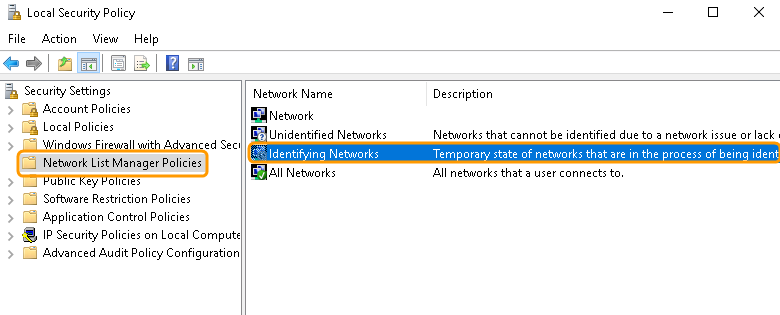 Local Security Policy
File Action View Help
Security Settings
Account Policies
Local Policies
Windows Firewall with Advanced Secu
Network List Manager Policies
Public Key Policies
Software Restriction Policies
Application Control Policies
IP Security Policies on Local Compute
Advanced Audit Policy Configuration
Network Name Description
Network
Unidentified Networks Networks that cannot be identified due to a network issue or lack o
Identifying Networks Temporary state of networks that are in the process of being ident
All Networks All networks that a user connects to.